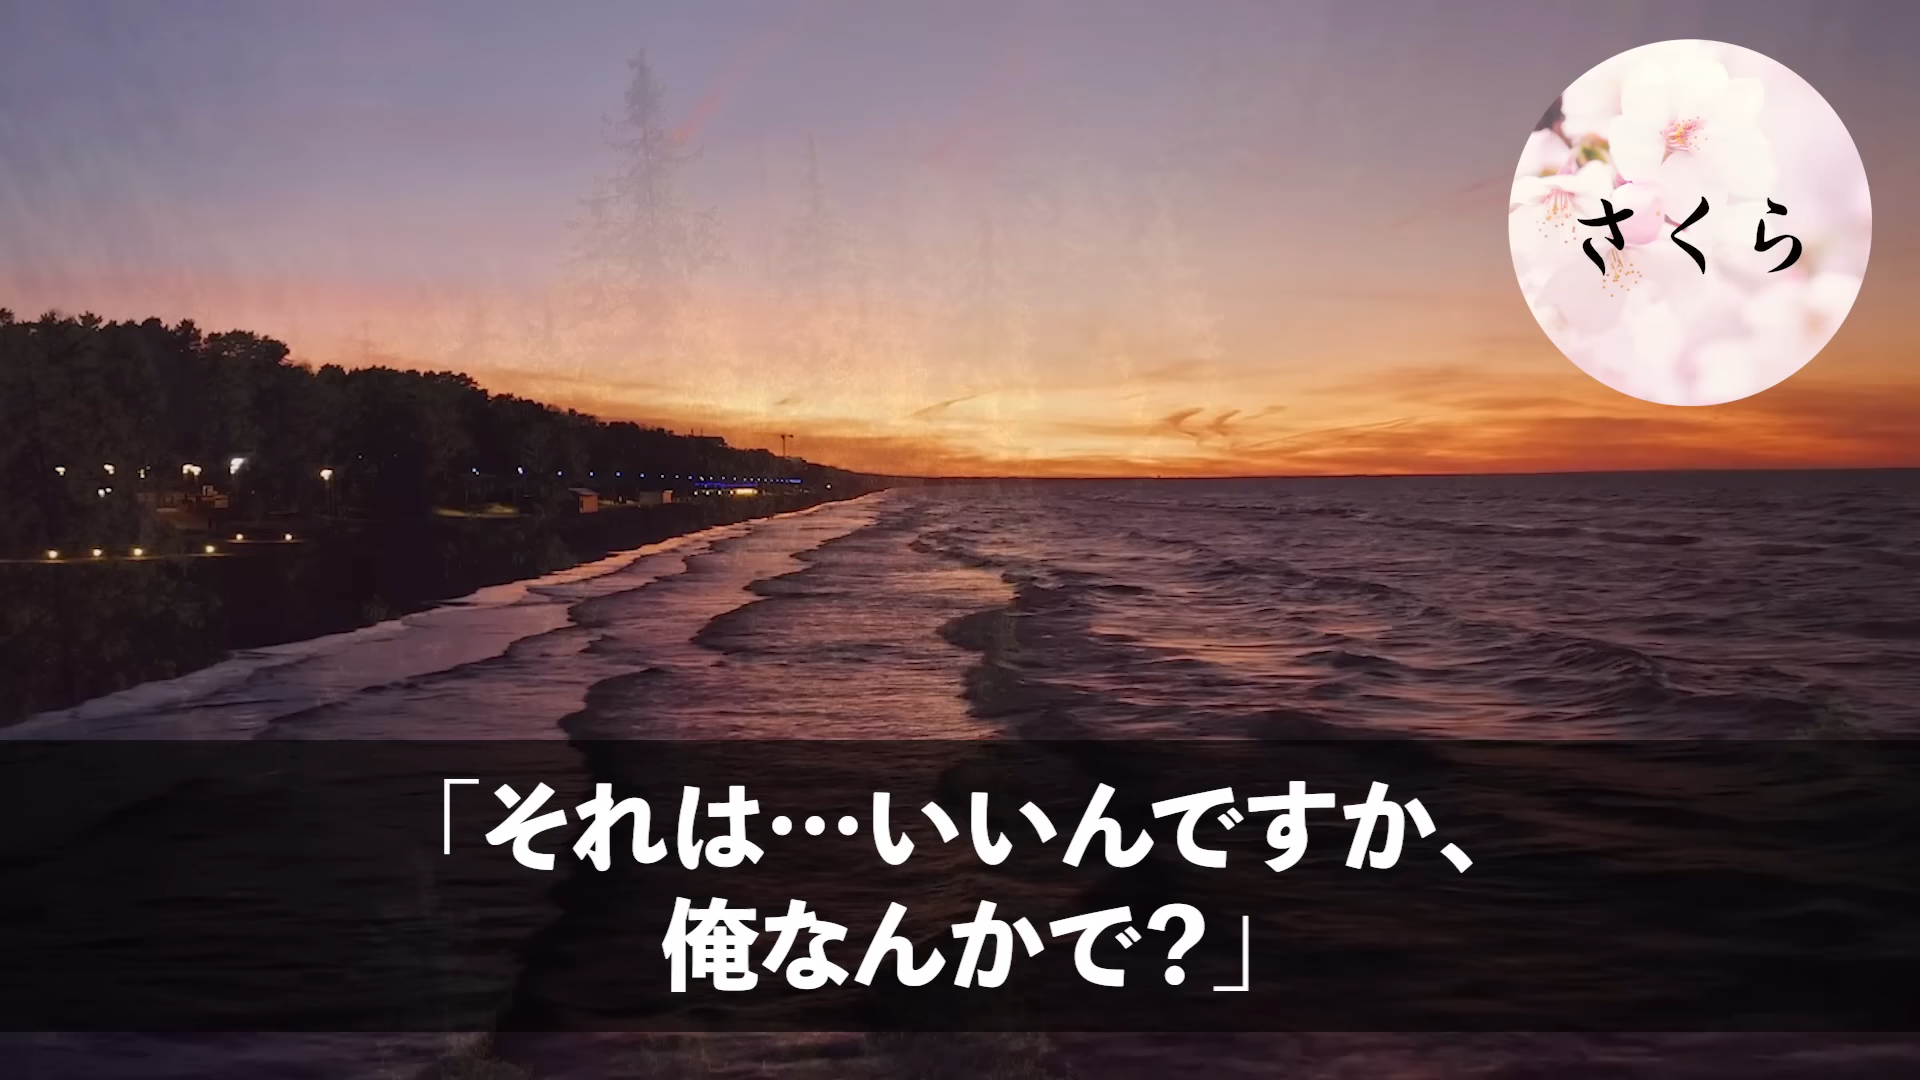 さくら
「それは…いいんですか、
俺なんかで？」